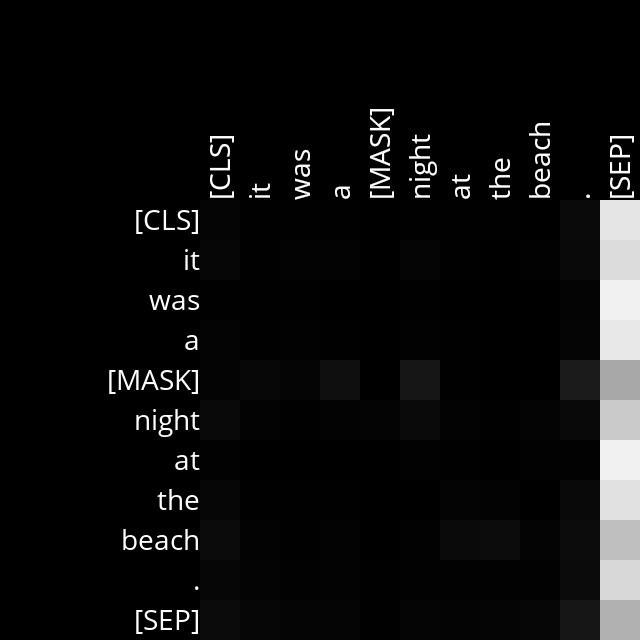 [CLS] it was a [MASK] night at the beach . [SEP]
[CLS]
it
was
a
[MASK]
night
at
the
beach
.
[SEP]